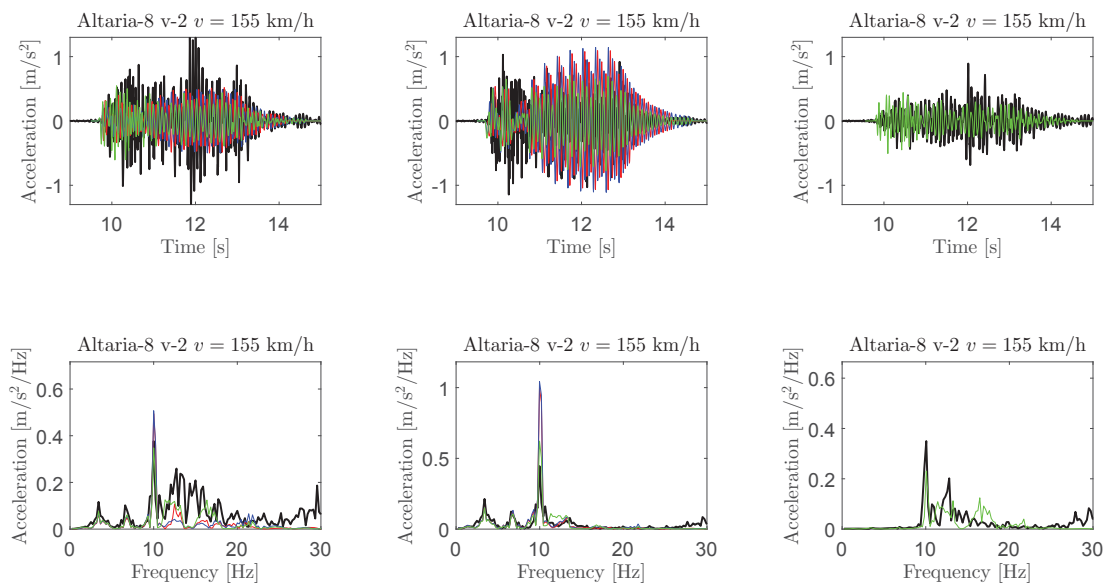 Altaria-8 v-2 v = 155 km/h
Acceleration [m/s²]
1
0
-1
10 12 14
Time [s]
Altaria-8 v-2 v = 155 km/h
Acceleration [m/s²]
1
0
-1
10 12 14
Time [s]
Altaria-8 v-2 v = 155 km/h
Acceleration [m/s²]
1
0
-1
10 12 14
Time [s]
Altaria-8 v-2 v = 155 km/h
Acceleration [m/s²/Hz]
0.6
0.4
0.2
0
0 10 20 30
Frequency [Hz]
Altaria-8 v-2 v = 155 km/h
Acceleration [m/s²/Hz]
1
0.5
0
0 10 20 30
Frequency [Hz]
Altaria-8 v-2 v = 155 km/h
Acceleration [m/s²/Hz]
0.6
0.4
0.2
0
0 10 20 30
Frequency [Hz]